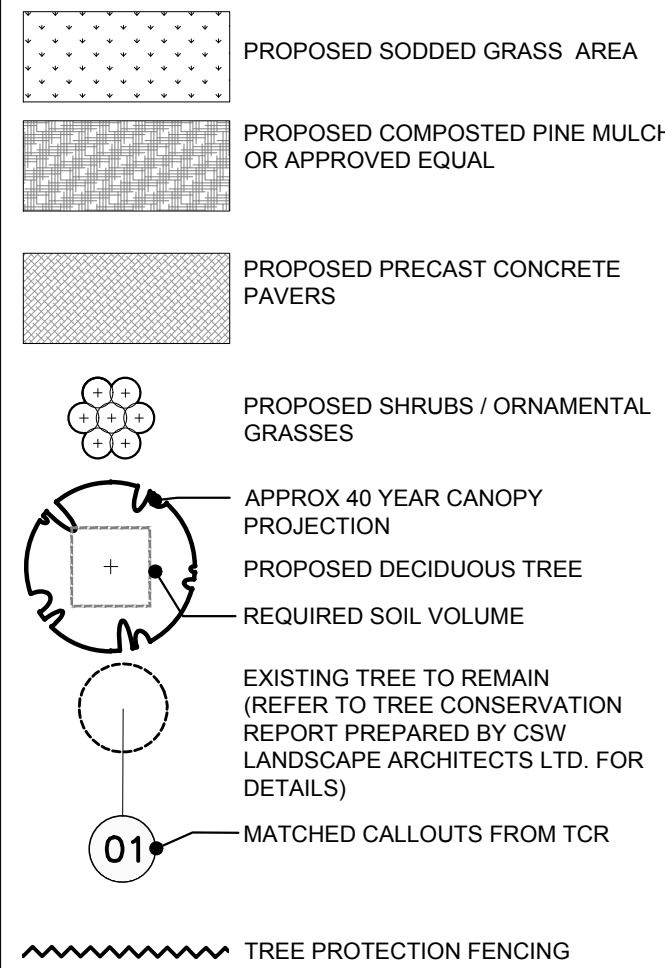 PROPOSED SODDED GRASS AREA
PROPOSED COMPOSTED PINE MULCH
OR APPROVED EQUAL
PROPOSED PRECAST CONCRETE
PAVERS
PROPOSED SHRUBS / ORNAMENTAL
GRASSES
APPROX 40 YEAR CANOPY
PROJECTION
PROPOSED DECIDUOUS TREE
REQUIRED SOIL VOLUME
EXISTING TREE TO REMAIN
(REFER TO TREE CONSERVATION
REPORT PREPARED BY CSW
LANDSCAPE ARCHITECTS LTD. FOR
DETAILS)
01
MATCHED CALLOUTS FROM TCR
TREE PROTECTION FENCING